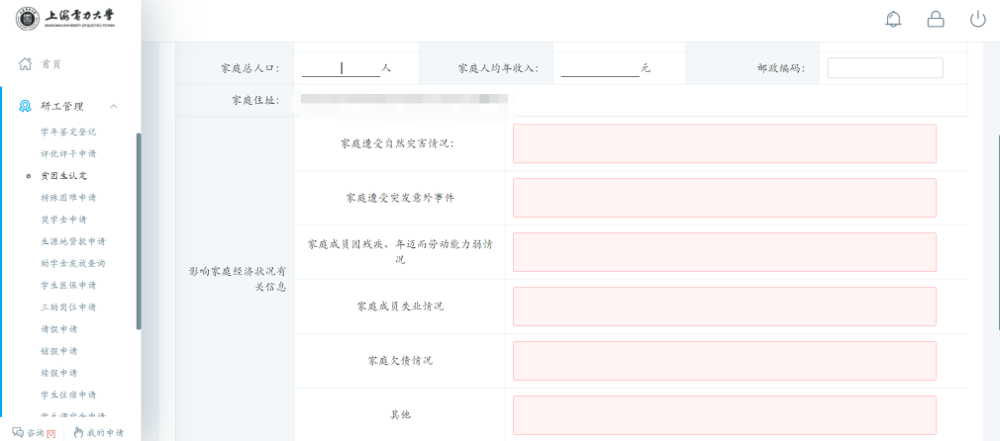 上海电力大学
SHANGHAI UNIVERSITY OF ELECTRIC POWER
首页
研工管理
学年鉴定登记
评优评干申请
贫困生认定
特殊困难申请
奖学金申请
生源地贷款申请
助学金发放查询
学生医保申请
三助岗位申请
请假申请
销假申请
续假申请
学生住宿申请
咨询[0]
我的申请
家庭总人口:
人
家庭人均年收入:
元
邮政编码:
家庭住址:
影响家庭经济状况有
关信息
家庭遭受自然灾害情况:
家庭遭受突发意外事件
家庭成员因残疾、年迈而劳动能力弱情
况
家庭成员失业情况
家庭欠债情况
其他